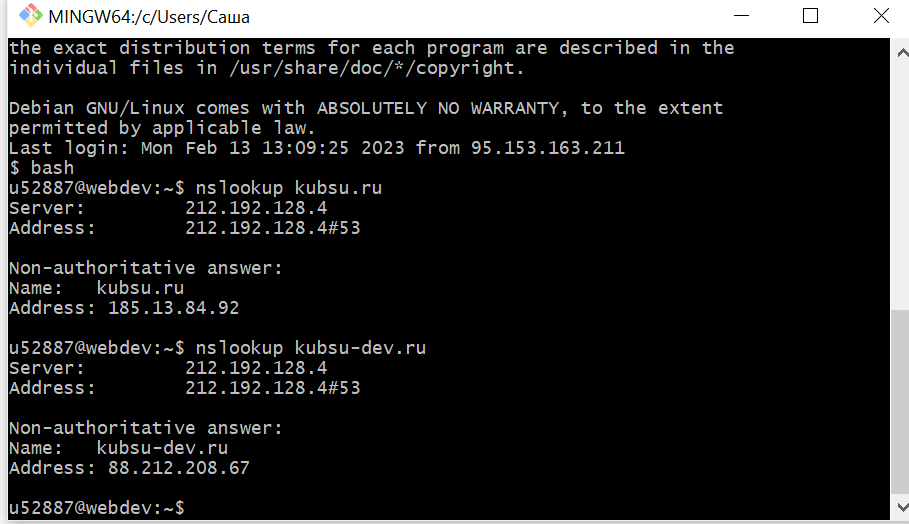 MINGW64:/c/Users/Саша
the exact distribution terms for each program are described in the
individual files in /usr/share/doc/*/copyright.
Debian GNU/Linux comes with ABSOLUTELY NO WARRANTY, to the extent
permitted by applicable law.
Last login: Mon Feb 13 13:09:25 2023 from 95.153.163.211
$ bash
u52887@webdev:~$ nslookup kubsu.ru
Server:         212.192.128.4
Address:        212.192.128.4#53
Non-authoritative answer:
Name:   kubsu.ru
Address: 185.13.84.92
u52887@webdev:~$ nslookup kubsu-dev.ru
Server:         212.192.128.4
Address:        212.192.128.4#53
Non-authoritative answer:
Name:   kubsu-dev.ru
Address: 88.212.208.67
u52887@webdev:~$